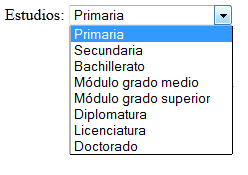 Estudios: Primaria
Primaria
Secundaria
Bachillerato
Módulo grado medio
Módulo grado superior
Diplomatura
Licenciatura
Doctorado